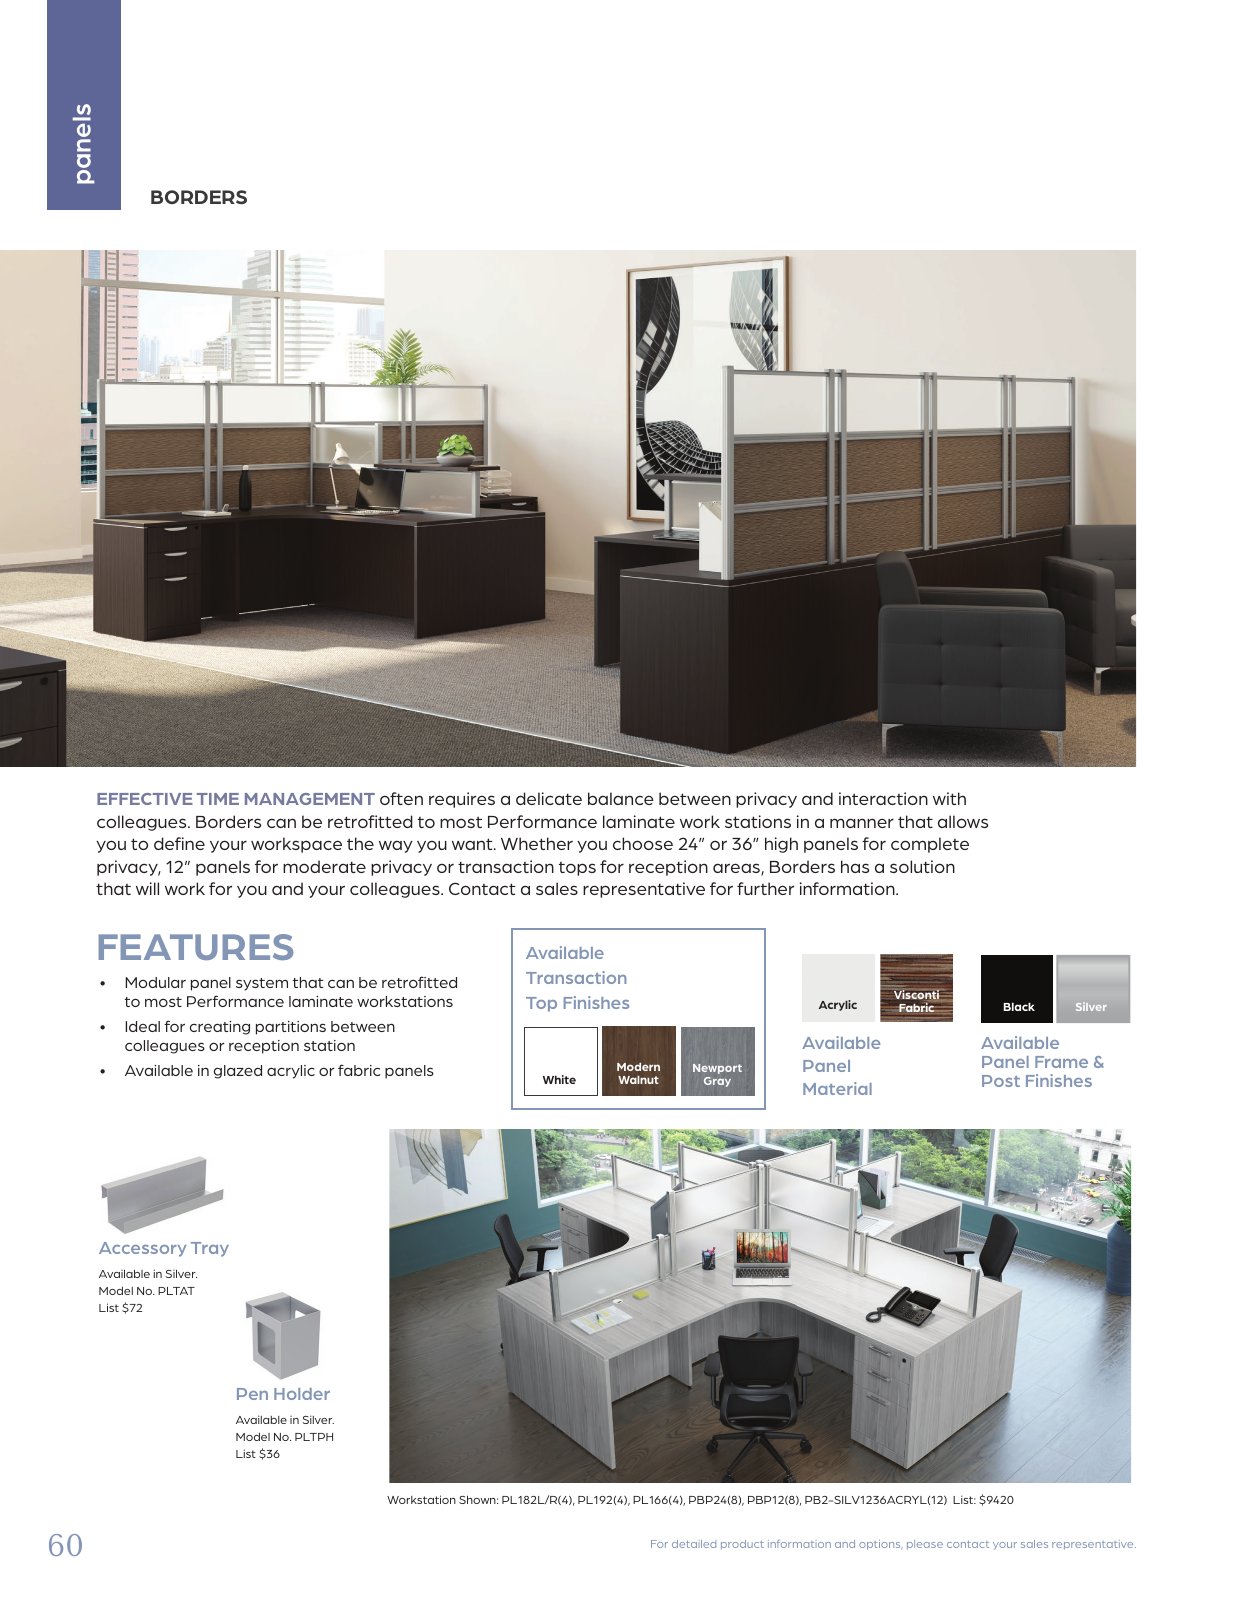 panels
BORDERS
EFFECTIVE TIME MANAGEMENT often requires a delicate balance between privacy and interaction with
colleagues. Borders can be retrofitted to most Performance laminate work stations in a manner that allows
you to define your workspace the way you want. Whether you choose 24” or 36” high panels for complete
privacy, 12” panels for moderate privacy or transaction tops for reception areas, Borders has a solution
that will work for you and your colleagues. Contact a sales representative for further information.
FEATURES
• Modular panel system that can be retrofitted
to most Performance laminate workstations
• Ideal for creating partitions between
colleagues or reception station
• Available in glazed acrylic or fabric panels
Available
Transaction
Top Finishes
White
Modern
Walnut
Newport
Gray
Acrylic
Visconti
Fabric
Available
Panel
Material
Black
Silver
Available
Panel Frame &
Post Finishes
Accessory Tray
Available in Silver.
Model No. PLTAT
List $72
Pen Holder
Available in Silver.
Model No. PLTPH
List $36
Workstation Shown: PL182L/R(4), PL192(4), PL166(4), PBP24(8), PBP12(8), PB2-SILV1236ACRYL(12) List: $9420
60
For detailed product information and options, please contact your sales representative.